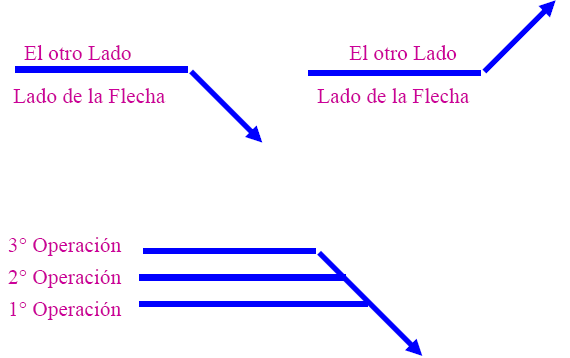 El otro Lado
Lado de la Flecha
El otro Lado
Lado de la Flecha
3° Operación
2° Operación
1° Operación